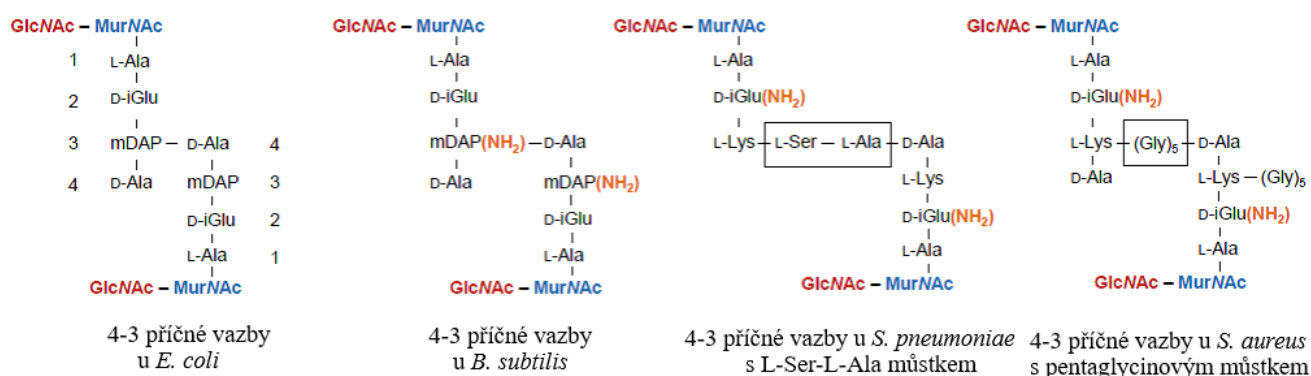 GlcNAc – MurNAc GlcNAc – MurNAc GlcNAc – MurNAc GlcNAc – MurNAc
1 L-Ala L-Ala L-Ala L-Ala
2 D-iGlu D-iGlu D-iGlu(NH₂) D-iGlu(NH₂)
3 mDAP – D-Ala 4 mDAP(NH₂) – D-Ala L-Lys – L-Ser – L-Ala – D-Ala L-Lys – (Gly)₅ – D-Ala
4 D-Ala mDAP 3 D-Ala mDAP(NH₂) L-Lys D-Ala L-Lys – (Gly)₅
D-iGlu 2 D-iGlu D-iGlu(NH₂) D-iGlu(NH₂)
L-Ala 1 L-Ala L-Ala L-Ala
GlcNAc – MurNAc GlcNAc – MurNAc GlcNAc – MurNAc GlcNAc – MurNAc
4-3 příčné vazby
u E. coli
4-3 příčné vazby
u B. subtilis
4-3 příčné vazby u S. pneumoniae
s L-Ser-L-Ala můstkem
4-3 příčné vazby u S. aureus
s pentaglycinovým můstkem